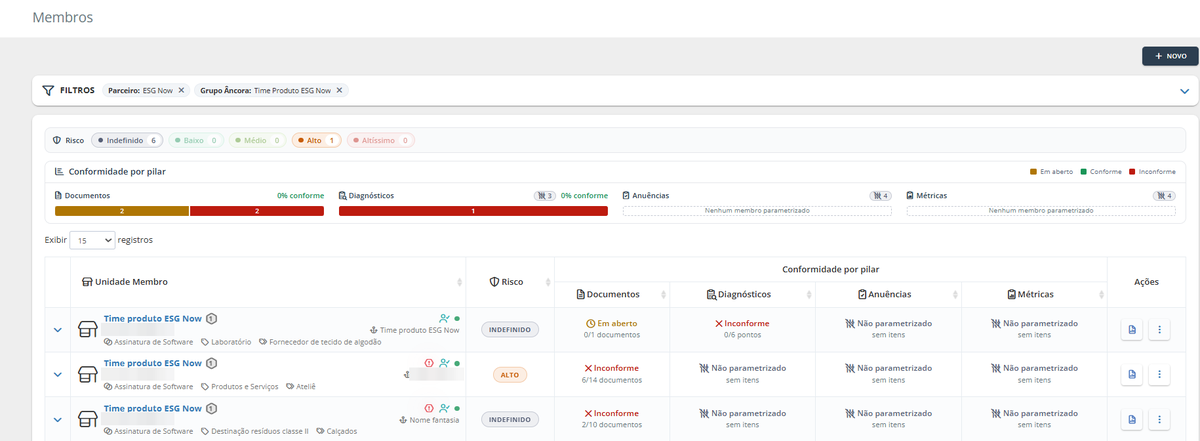 Membros
+ NOVO
FILTROS Parceiro: ESG Now ✕ Grupo Âncora: Time Produto ESG Now ✕
Risco Indefinido 6 Baixo 0 Médio 0 Alto 1 Altíssimo 0
Conformidade por pilar Em aberto Conforme Inconforme
Documentos 0% conforme Diagnósticos 3 0% conforme Anuências 4 Métricas 4
2 2 1 Nenhum membro parametrizado Nenhum membro parametrizado
Exibir 15 registros
Unidade Membro Risco Conformidade por pilar Ações
Documentos Diagnósticos Anuências Métricas
Time produto ESG Now 1
Time produto ESG Now
Assinatura de Software Laboratório Fornecedor de tecido de algodão
INDEFINIDO
Em aberto
0/1 documentos
Inconforme
0/6 pontos
Não parametrizado
sem itens
Não parametrizado
sem itens
Time produto ESG Now 1
Assinatura de Software Produtos e Serviços Ateliê
ALTO
Inconforme
6/14 documentos
Não parametrizado
sem itens
Não parametrizado
sem itens
Não parametrizado
sem itens
Time produto ESG Now 1
Nome fantasia
Assinatura de Software Destinação resíduos classe II Calçados
INDEFINIDO
Inconforme
2/10 documentos
Não parametrizado
sem itens
Não parametrizado
sem itens
Não parametrizado
sem itens